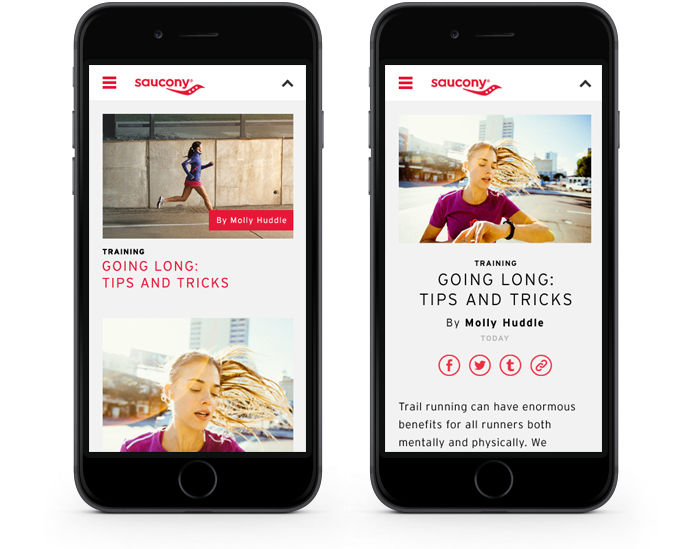 saucony®
By Molly Huddle
TRAINING
GOING LONG:
TIPS AND TRICKS
saucony®
TRAINING
GOING LONG:
TIPS AND TRICKS
By Molly Huddle
TODAY
Trail running can have enormous
benefits for all runners both
mentally and physically. We